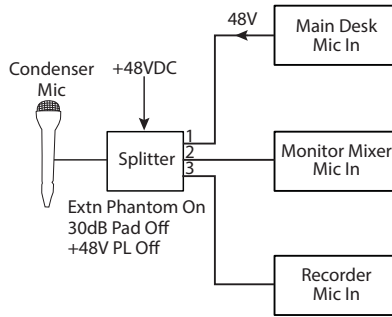 48V
Main Desk
Mic In
Condenser
Mic
+48VDC
1
2
3
Splitter
Monitor Mixer
Mic In
Extn Phantom On
30dB Pad Off
+48V PL Off
Recorder
Mic In